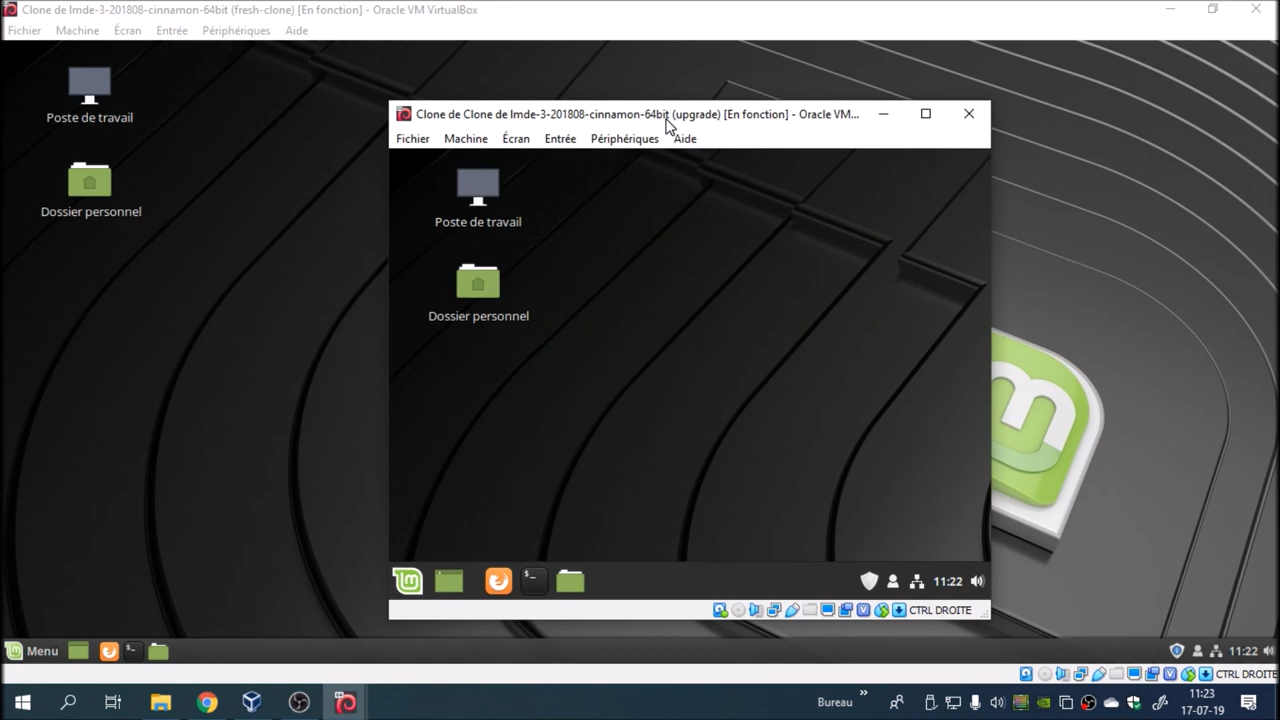 Clone de lmde-3-201808-cinnamon-64bit (fresh-clone) [En fonction] - Oracle VM VirtualBox
Fichier Machine Écran Entrée Périphériques Aide
Poste de travail
Dossier personnel
Clone de Clone de lmde-3-201808-cinnamon-64bit (upgrade) [En fonction] - Oracle VM...
Fichier Machine Écran Entrée Périphériques Aide
Poste de travail
Dossier personnel
11:22
CTRL DROITE
Menu
11:22
CTRL DROITE
Bureau
11:23
17-07-19